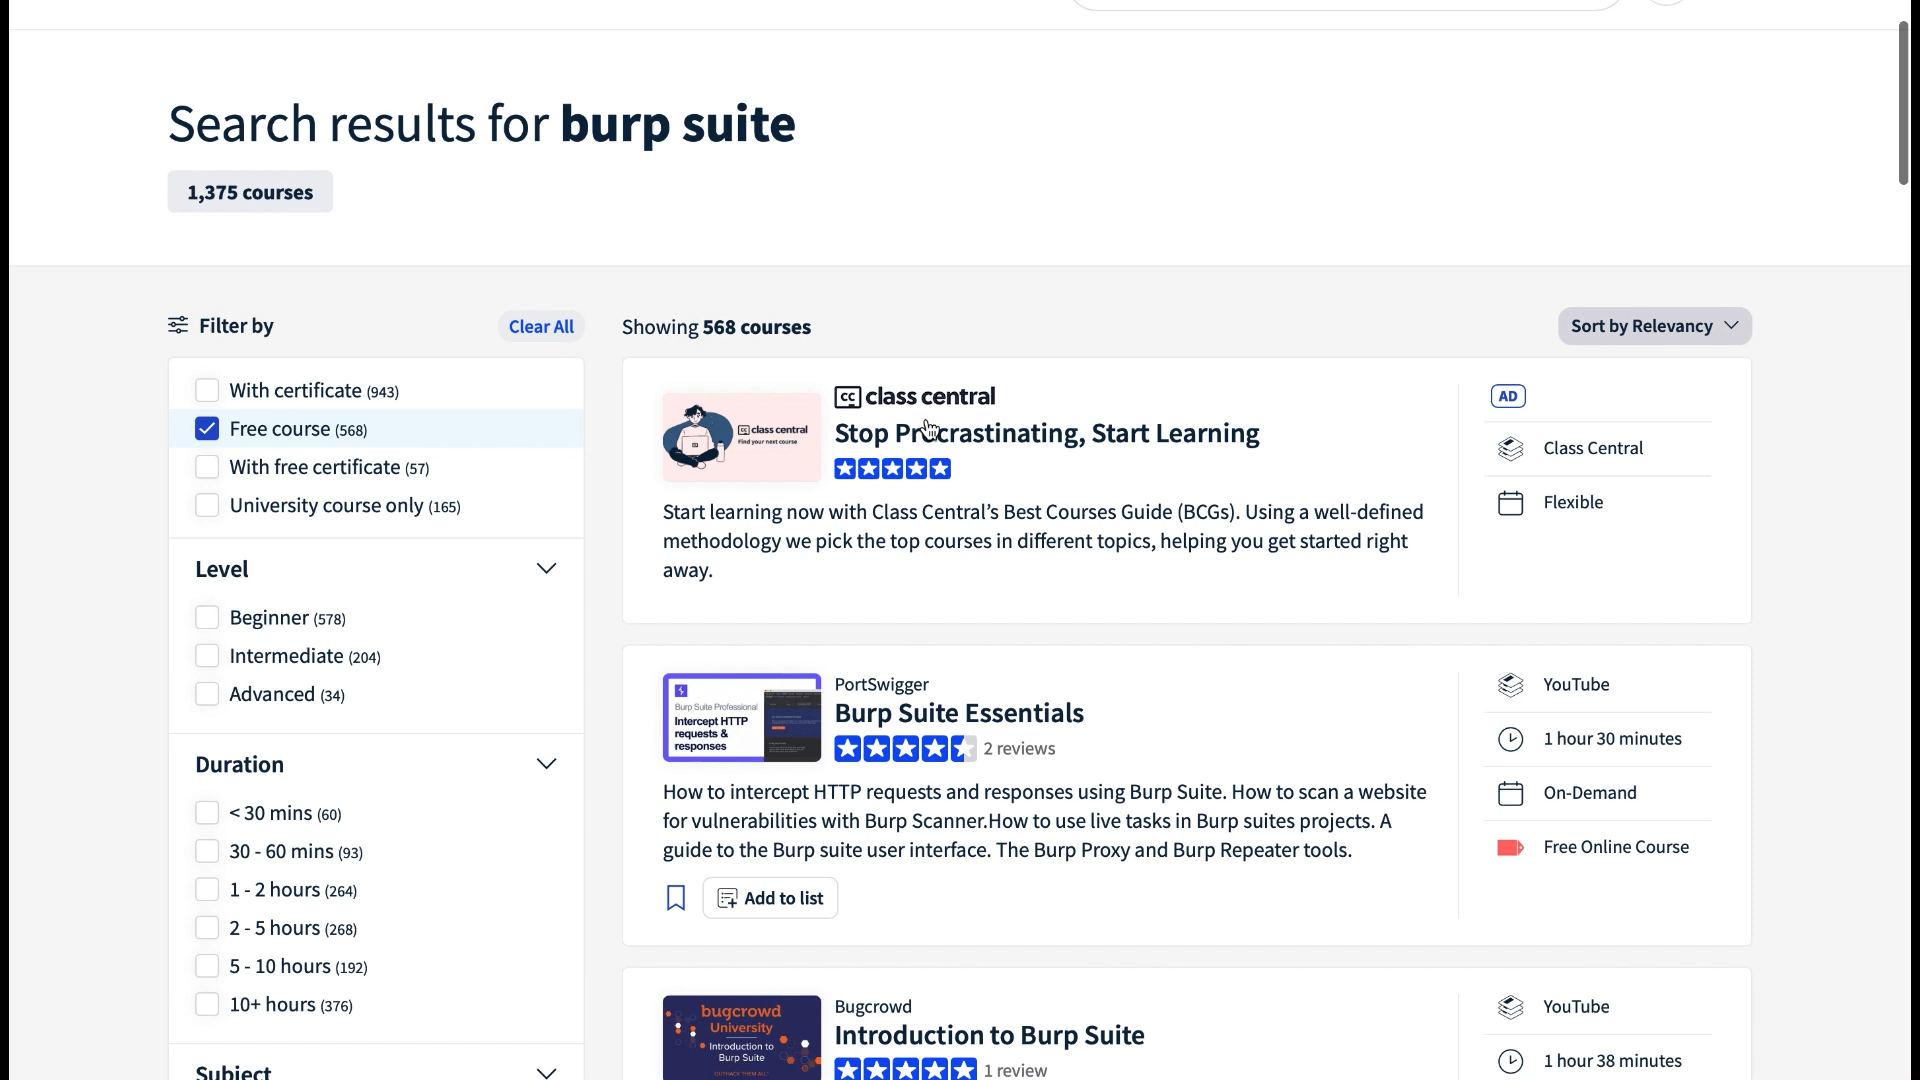 Search results for burp suite
1,375 courses
Filter by
Clear All
With certificate (943)
Free course (568)
With free certificate (57)
University course only (165)
Level
Beginner (578)
Intermediate (204)
Advanced (34)
Duration
< 30 mins (60)
30 - 60 mins (93)
1 - 2 hours (264)
2 - 5 hours (268)
5 - 10 hours (192)
10+ hours (376)
Subject
Showing 568 courses
Sort by Relevancy
cc class central
Find your next course
cc class central
Stop Procrastinating, Start Learning
Start learning now with Class Central’s Best Courses Guide (BCGs). Using a well-defined
methodology we pick the top courses in different topics, helping you get started right
away.
AD
Class Central
Flexible
Burp Suite Professional
Intercept HTTP
requests &
responses
PortSwigger
Burp Suite Essentials
2 reviews
How to intercept HTTP requests and responses using Burp Suite. How to scan a website
for vulnerabilities with Burp Scanner.How to use live tasks in Burp suites projects. A
guide to the Burp suite user interface. The Burp Proxy and Burp Repeater tools.
Add to list
YouTube
1 hour 30 minutes
On-Demand
Free Online Course
bugcrowd
University
Introduction to
Burp Suite
OUTHACK THEM ALL
Bugcrowd
Introduction to Burp Suite
1 review
YouTube
1 hour 38 minutes